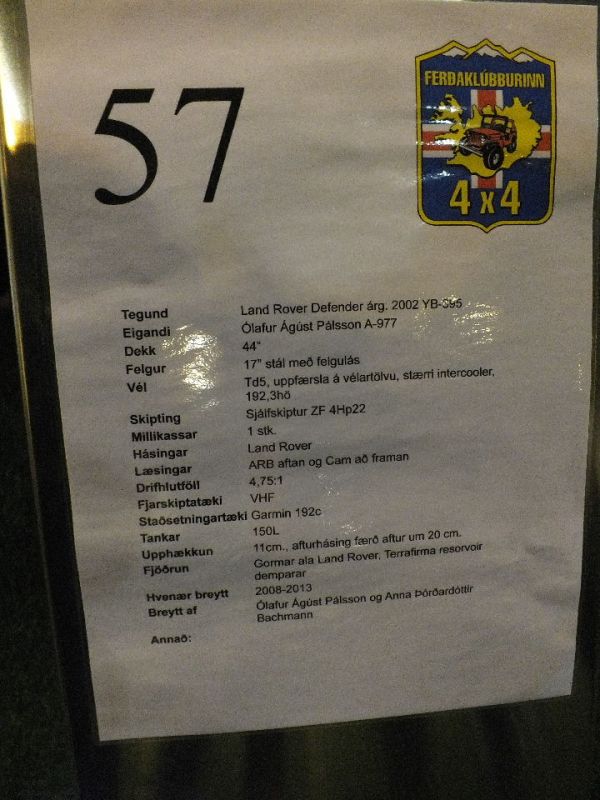 57
FERÐAKLÚBBURINN
4x4
Tegund Land Rover Defender árg. 2002 YB-395
Eigandi Ólafur Ágúst Pálsson A-977
Dekk 44"
Felgur 17" stál með felgulás
Vél Td5, uppfærsla á vélartölvu, stærri intercooler,
192,3hö
Skipting Sjálfskiptur ZF 4Hp22
Millikassar 1 stk.
Hásingar Land Rover
Læsingar ARB aftan og Cam að framan
Drifhlutföll 4,75:1
Fjarskiptatæki VHF
Staðsetningartæki Garmin 192c
Tankar 150L
Upphækkun 11cm., afturhásing færð aftur um 20 cm.
Fjöðrun Gormar ala Land Rover, Terrafirma resorvoir
demparar
Hvenær breytt 2008-2013
Breytt af Ólafur Ágúst Pálsson og Anna Þórðardóttir
Bachmann
Annað: